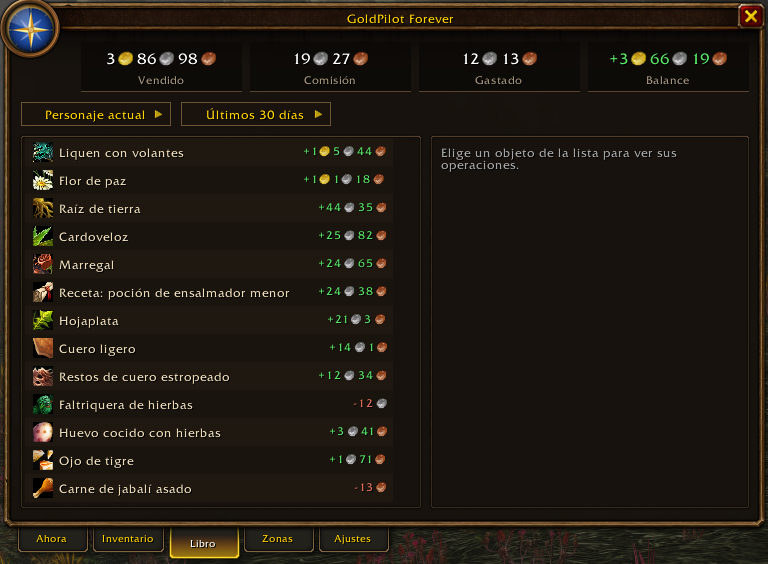 GoldPilot Forever
3 86 98
Vendido
19 27
Comisión
12 13
Gastado
+3 66 19
Balance
Personaje actual
Últimos 30 días
Liquen con volantes +1 5 44
Flor de paz +1 1 18
Raíz de tierra +44 35
Cardoveloz +25 82
Marregal +24 65
Receta: poción de ensalmador menor +24 38
Hojaplata +21 3
Cuero ligero +14 1
Restos de cuero estropeado +12 34
Faltriquera de hierbas -12
Huevo cocido con hierbas +3 41
Ojo de tigre +1 71
Carne de jabalí asado -13
Elige un objeto de la lista para ver sus
operaciones.
Ahora
Inventario
Libro
Zonas
Ajustes